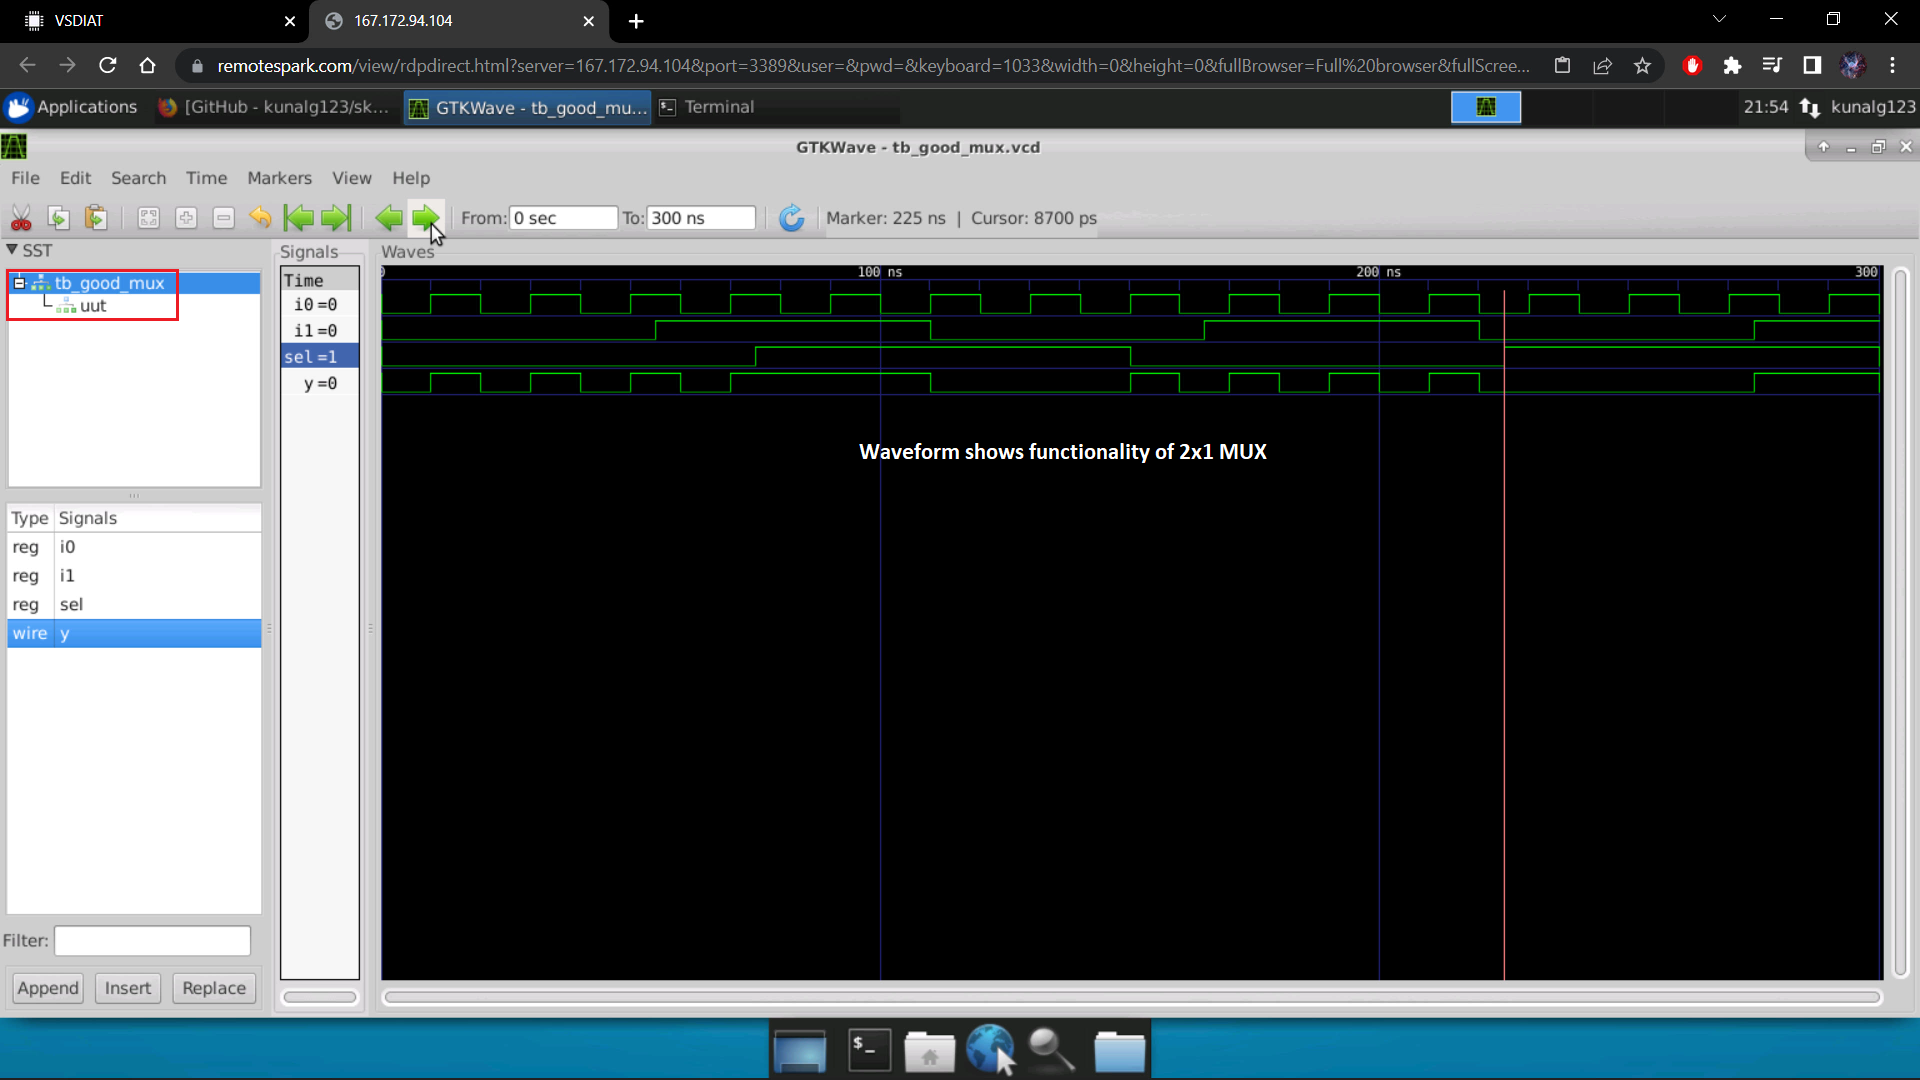 VSDIAT
167.172.94.104
remotespark.com/view/rdpdirect.html?server=167.172.94.104&port=3389&user=&pwd=&keyboard=1033&width=0&height=0&fullBrowser=Full%20browser&fullScree...
Applications
[GitHub - kunalg123/sk...
GTKWave - tb_good_mu...
Terminal
21:54
kunalg123
GTKWave - tb_good_mux.vcd
File Edit Search Time Markers View Help
From: 0 sec To: 300 ns Marker: 225 ns | Cursor: 8700 ps
SST
Signals
Waves
tb_good_mux
uut
Time
0 100 ns 200 ns 300
i0=0
i1=0
sel=1
y=0
Waveform shows functionality of 2x1 MUX
Type Signals
reg i0
reg i1
reg sel
wire y
Filter:
Append Insert Replace
$_